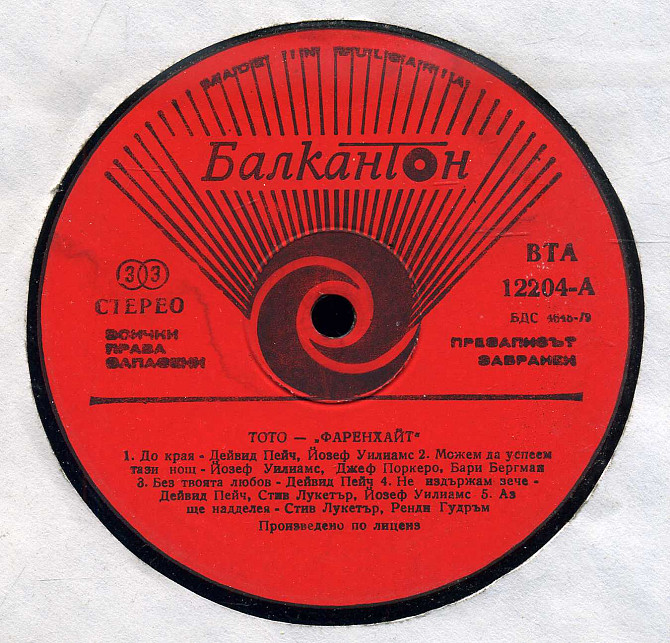 MADE IN BULGARIA
Балкантон
33
СТЕРЕО
ВСИЧКИ
ПРАВА
ЗАПАЗЕНИ
ВТА
12204-А
БДС 4645-79
ПРЕЗАПИСЪТ
ЗАБРАНЕН
ТОТО — „ФАРЕНХАЙТ“
1. До края - Дейвид Пейч, Йозеф Уилиамс 2. Можем да успеем
тази нощ - Йозеф Уилиамс, Джеф Поркеро, Бари Бергман
3. Без твоята любов - Дейвид Пейч 4. Не издържам вече -
Дейвид Пейч, Стив Лукетър, Йозеф Уилиамс 5. Аз
ще надделея - Стив Лукетър, Ренди Гудръм
Произведено по лиценз